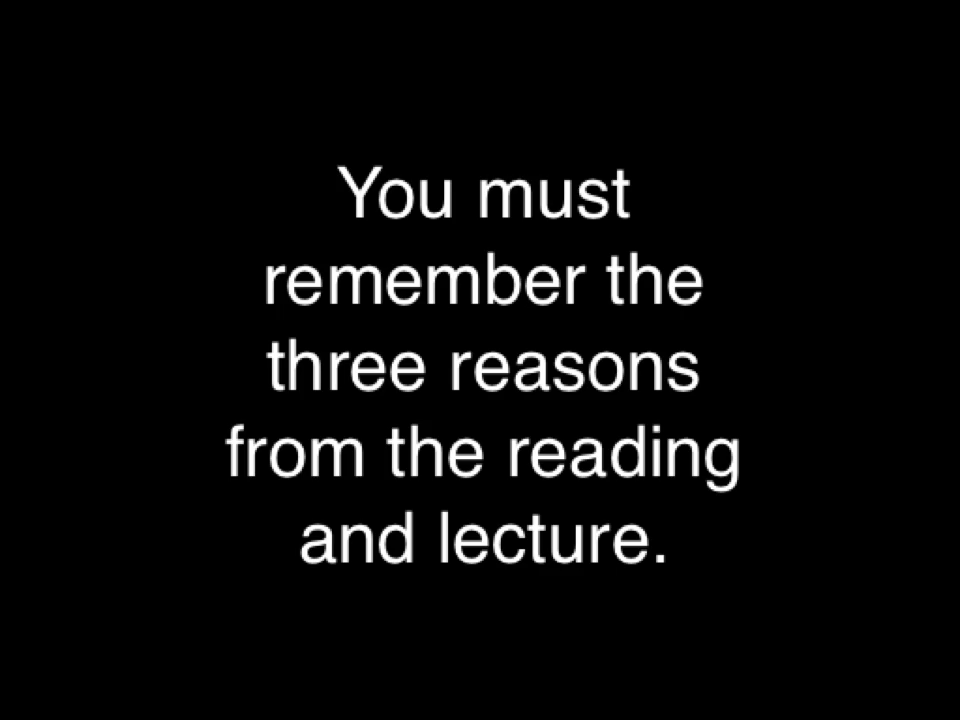 You must
remember the
three reasons
from the reading
and lecture.